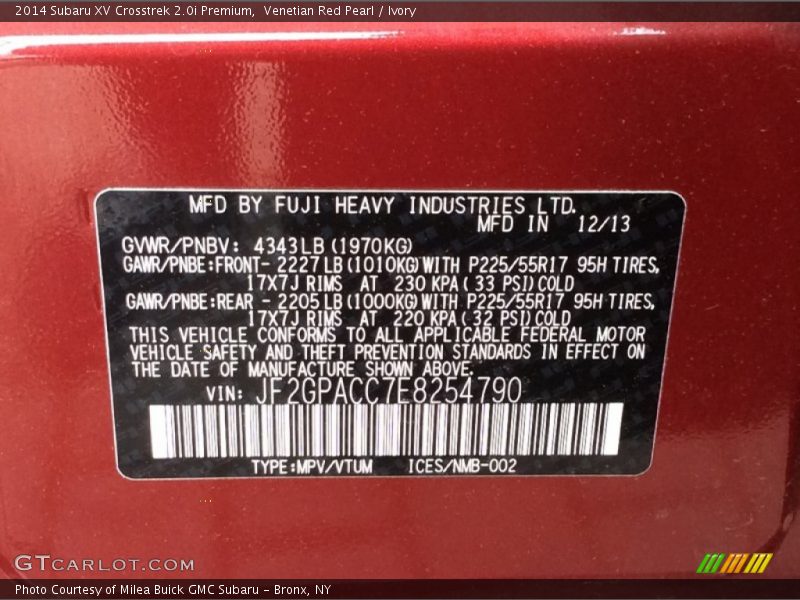 2014 Subaru XV Crosstrek 2.0i Premium,  Venetian Red Pearl / Ivory
MFD BY FUJI HEAVY INDUSTRIES LTD.
MFD IN 12/13
GVWR/PNBV: 4343LB(1970KG)
GAWR/PNBE:FRONT- 2227LB(1010KG)WITH P225/55R17 95H TIRES,
17X7J RIMS AT 230 KPA( 33 PSI)COLD
GAWR/PNBE:REAR - 2205LB(1000KG)WITH P225/55R17 95H TIRES,
17X7J RIMS AT 220 KPA( 32 PSI)COLD
THIS VEHICLE CONFORMS TO ALL APPLICABLE FEDERAL MOTOR
VEHICLE SAFETY AND THEFT PREVENTION STANDARDS IN EFFECT ON
THE DATE OF MANUFACTURE SHOWN ABOVE.
VIN: JF2GPACC7E8254790
TYPE:MPV/VTUM ICES/NMB-002
GTCARLOT.COM
Photo Courtesy of Milea Buick GMC Subaru - Bronx, NY